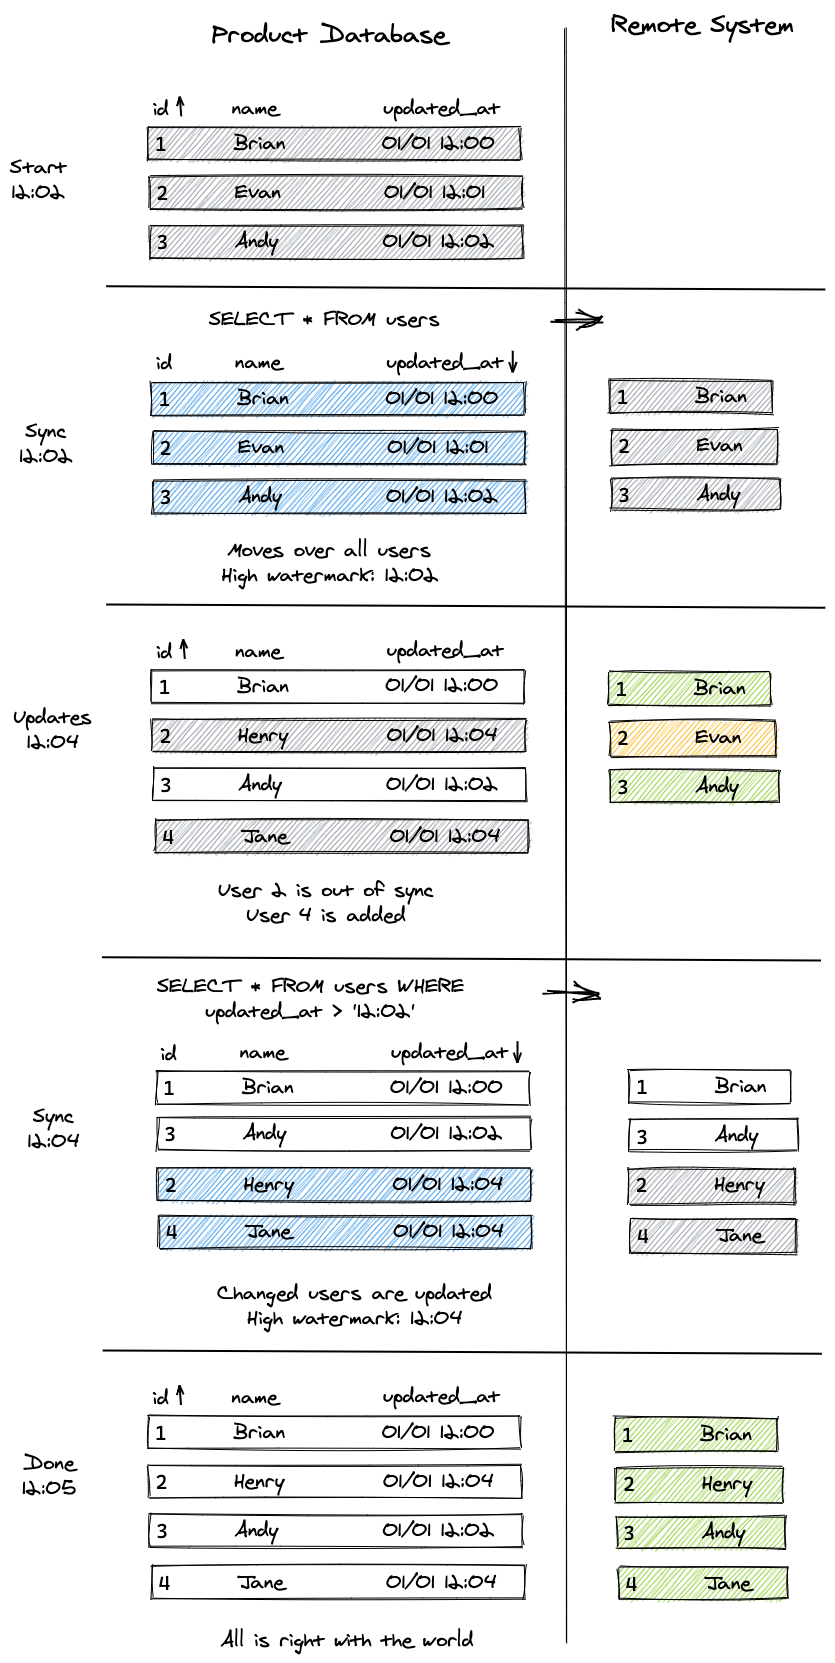 Product Database
Remote System
id ↑ name updated_at
1 Brian 01/01 12:00
Start
12:02
2 Evan 01/01 12:01
3 Andy 01/01 12:02
SELECT * FROM users
id name updated_at ↓
1 Brian 01/01 12:00
1 Brian
Sync
12:02
2 Evan 01/01 12:01
2 Evan
3 Andy 01/01 12:02
3 Andy
Moves over all users
High watermark: 12:02
id ↑ name updated_at
1 Brian 01/01 12:00
1 Brian
Updates
12:04
2 Henry 01/01 12:04
2 Evan
3 Andy 01/01 12:02
3 Andy
4 Jane 01/01 12:04
User 2 is out of sync
User 4 is added
SELECT * FROM users WHERE
updated_at > '12:02'
id name updated_at ↓
1 Brian 01/01 12:00
1 Brian
Sync
12:04
3 Andy 01/01 12:02
3 Andy
2 Henry 01/01 12:04
2 Henry
4 Jane 01/01 12:04
4 Jane
Changed users are updated
High watermark: 12:04
id ↑ name updated_at
1 Brian 01/01 12:00
1 Brian
Done
12:05
2 Henry 01/01 12:04
2 Henry
3 Andy 01/01 12:02
3 Andy
4 Jane 01/01 12:04
4 Jane
All is right with the world